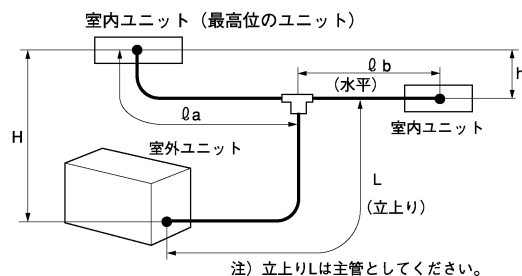 室内ユニット（最高位のユニット）
ℓb
（水平）
h
ℓa
室内ユニット
H
室外ユニット
L
（立上り）
注）立上りLは主管としてください。